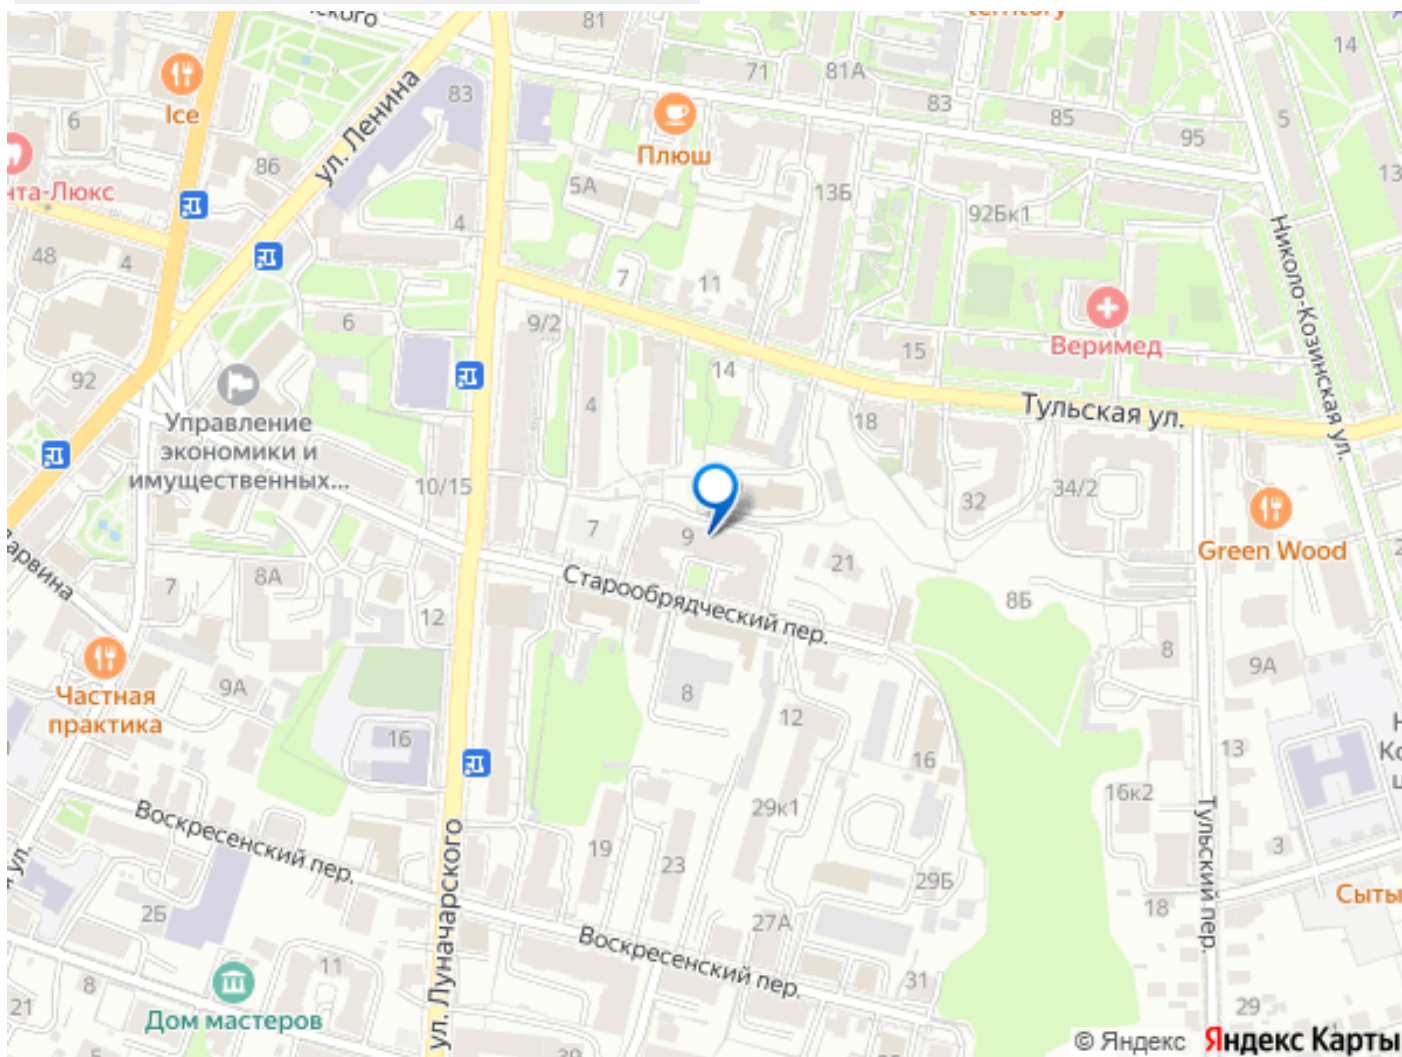 81
territory
14
Ice
6
ул. Ленина
83
71
81А
83
85
95
5
Плюш
86
нта-Люкс
5А
4
13Б
92Бк1
13
Николо-Козинская ул.
48
4
7
11
6
9/2
Веримед
92
Управление
экономики и
имущественных...
14
15
4
18
Тульская ул.
10/15
7
9
32
34/2
Green Wood
21
8А
7
12
Старообрядческий пер.
8Б
8
9А
Частная
практика
9А
16
8
12
16
13
29к1
16к2
Воскресенский пер.
ул. Луначарского
19
23
29Б
Тульский пер.
3
Сыты
2Б
27А
18
Воскресенский пер.
11
8
21
Дом мастеров
31
29
© Яндекс Яндекс Карты